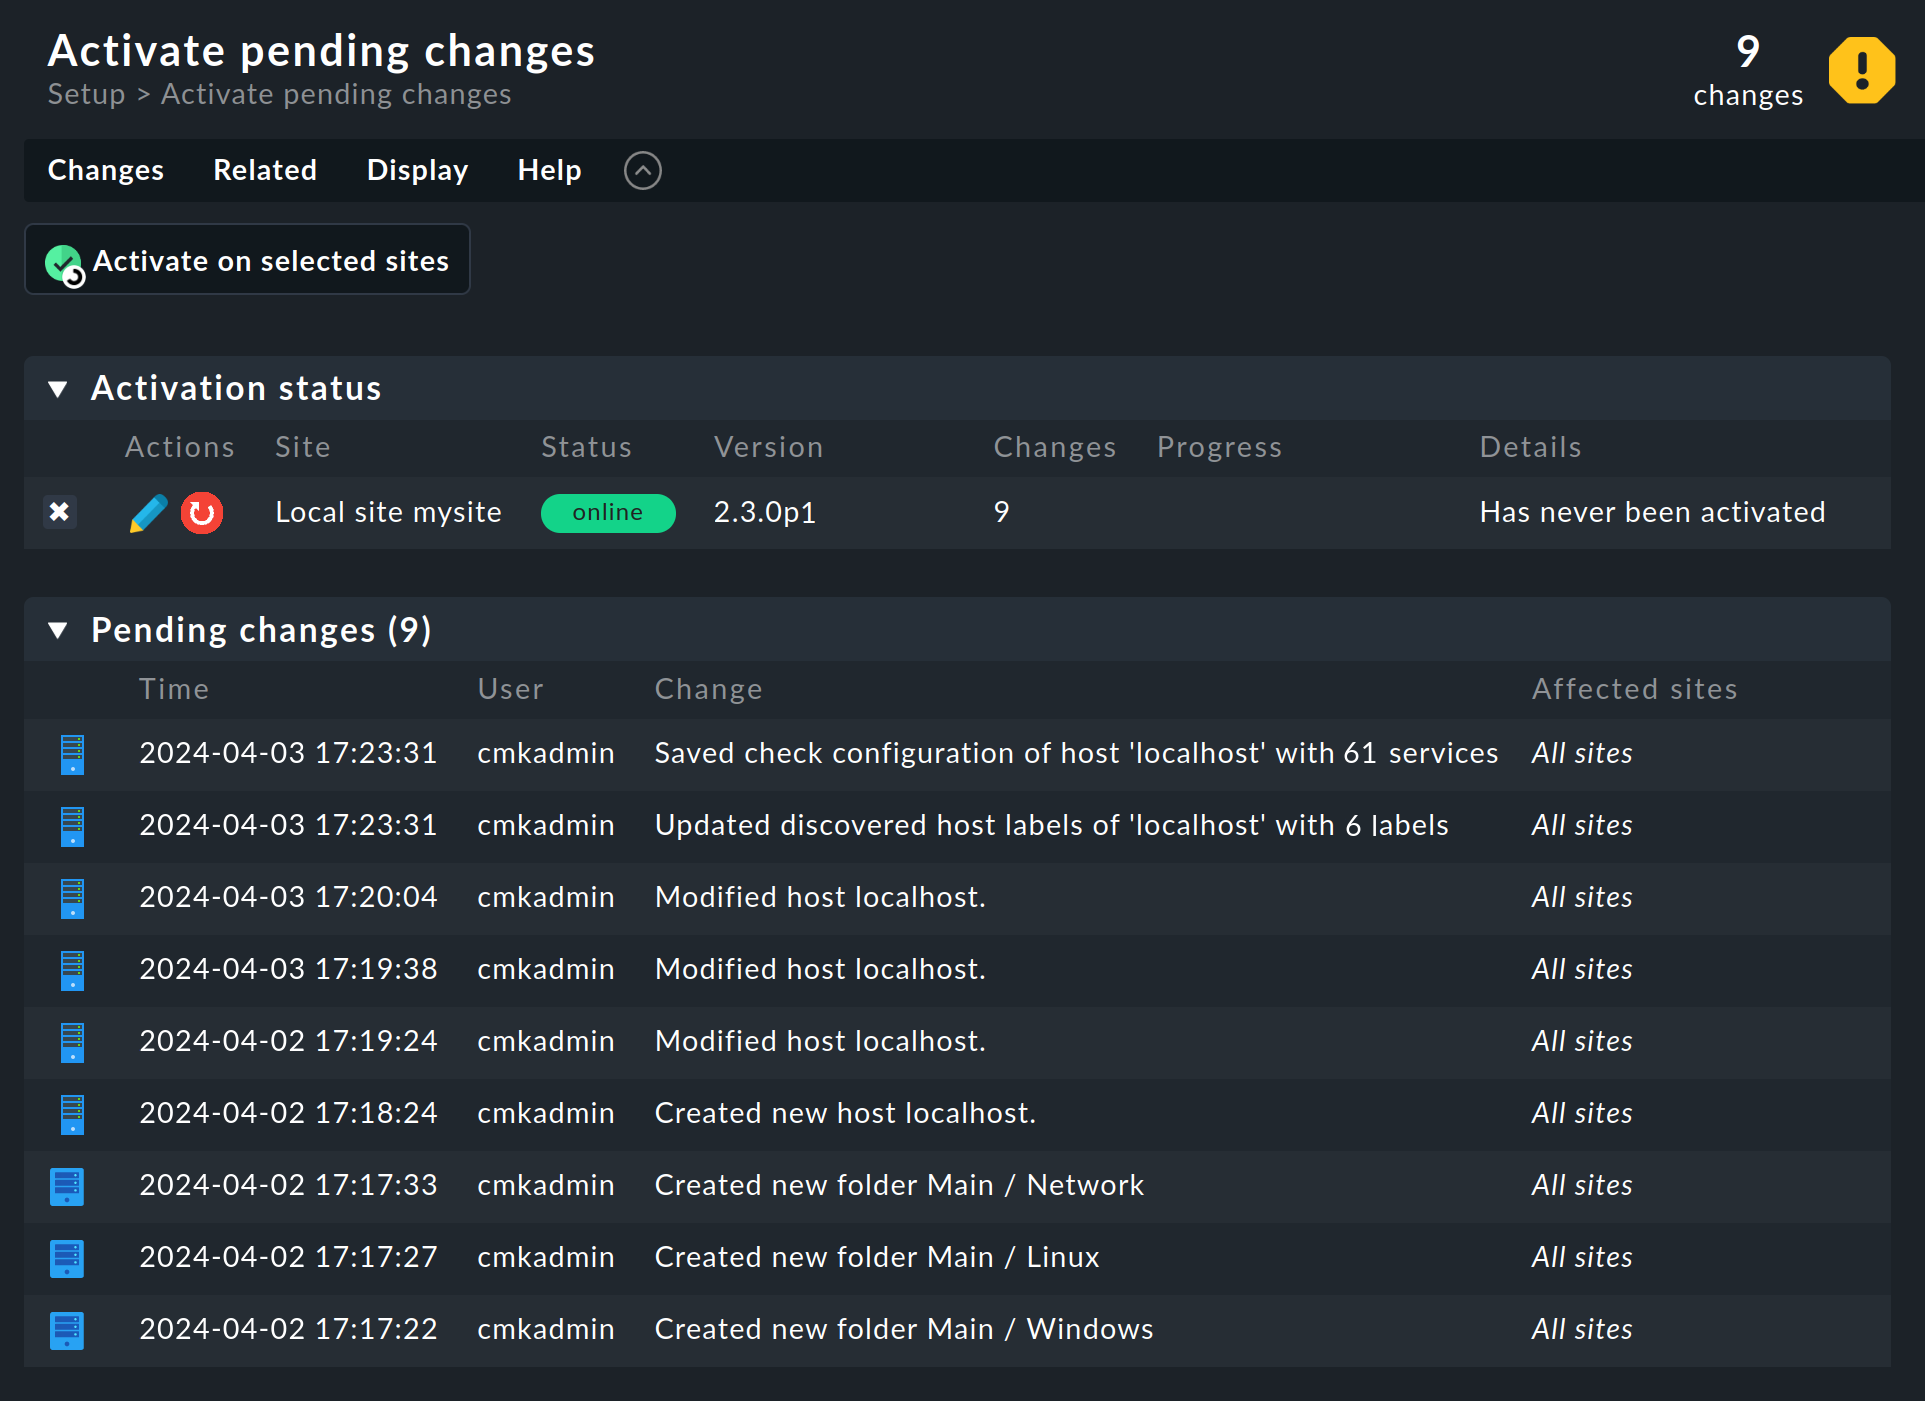 Activate pending changes
Setup > Activate pending changes
9
changes
Changes Related Display Help
Activate on selected sites
Activation status
Actions Site Status Version Changes Progress Details
Local site mysite online 2.3.0p1 9 Has never been activated
Pending changes (9)
Time User Change Affected sites
2024-04-03 17:23:31 cmkadmin Saved check configuration of host 'localhost' with 61 services All sites
2024-04-03 17:23:31 cmkadmin Updated discovered host labels of 'localhost' with 6 labels All sites
2024-04-03 17:20:04 cmkadmin Modified host localhost. All sites
2024-04-03 17:19:38 cmkadmin Modified host localhost. All sites
2024-04-02 17:19:24 cmkadmin Modified host localhost. All sites
2024-04-02 17:18:24 cmkadmin Created new host localhost. All sites
2024-04-02 17:17:33 cmkadmin Created new folder Main / Network All sites
2024-04-02 17:17:27 cmkadmin Created new folder Main / Linux All sites
2024-04-02 17:17:22 cmkadmin Created new folder Main / Windows All sites